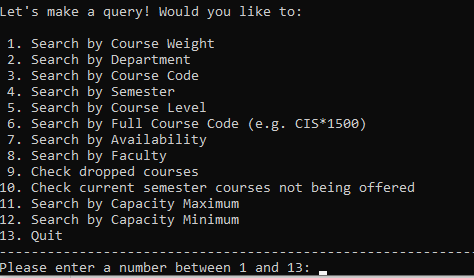 Let's make a query! Would you like to:
1. Search by Course Weight
2. Search by Department
3. Search by Course Code
4. Search by Semester
5. Search by Course Level
6. Search by Full Course Code (e.g. CIS*1500)
7. Search by Availability
8. Search by Faculty
9. Check dropped courses
10. Check current semester courses not being offered
11. Search by Capacity Maximum
12. Search by Capacity Minimum
13. Quit
-----------------------------------------------------------
Please enter a number between 1 and 13: _